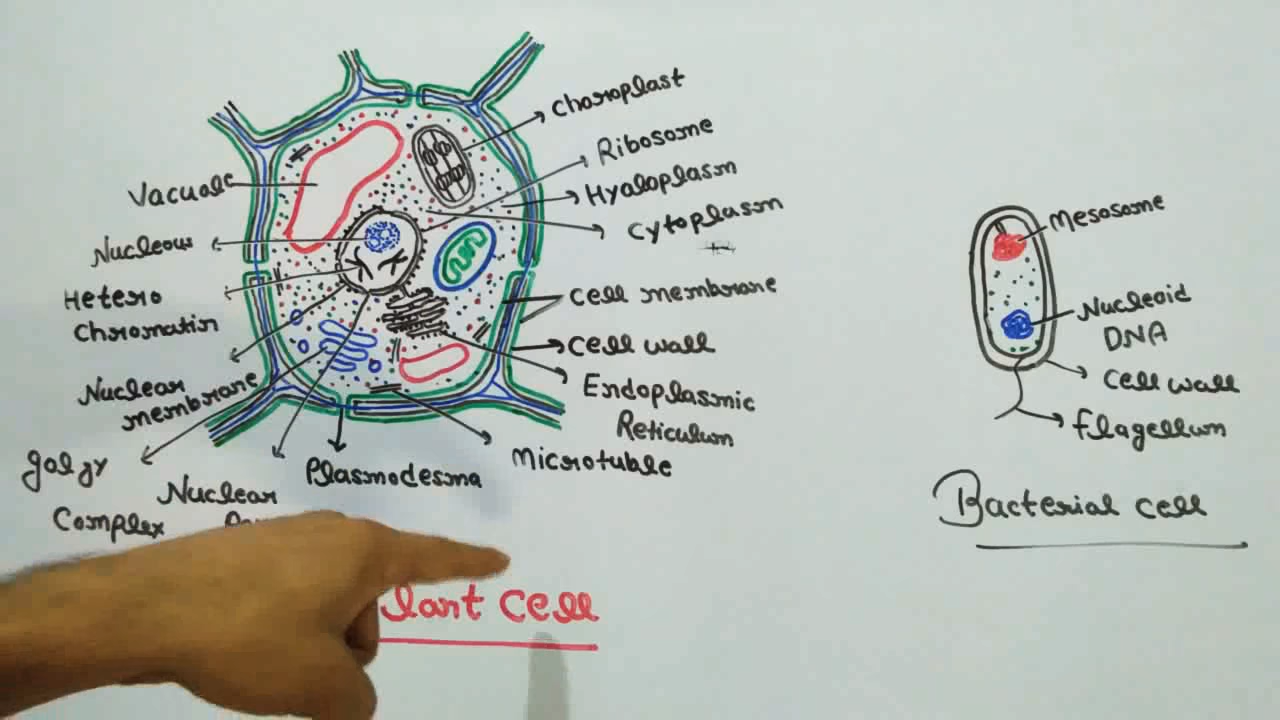 Choroplast
Ribosome
Hyaloplasm
Cytoplasm
Vacuole
Nucleous
Hetero
Chromatin
Nuclear
membrane
Golgy
Complex
Nuclear
Plasmodesma
Microtuble
Cell membrane
Cell wall
Endoplasmic
Reticulum
lant Cell
Mesosome
Nucleoid
DNA
Cell wall
Flagellum
Bacterial cell